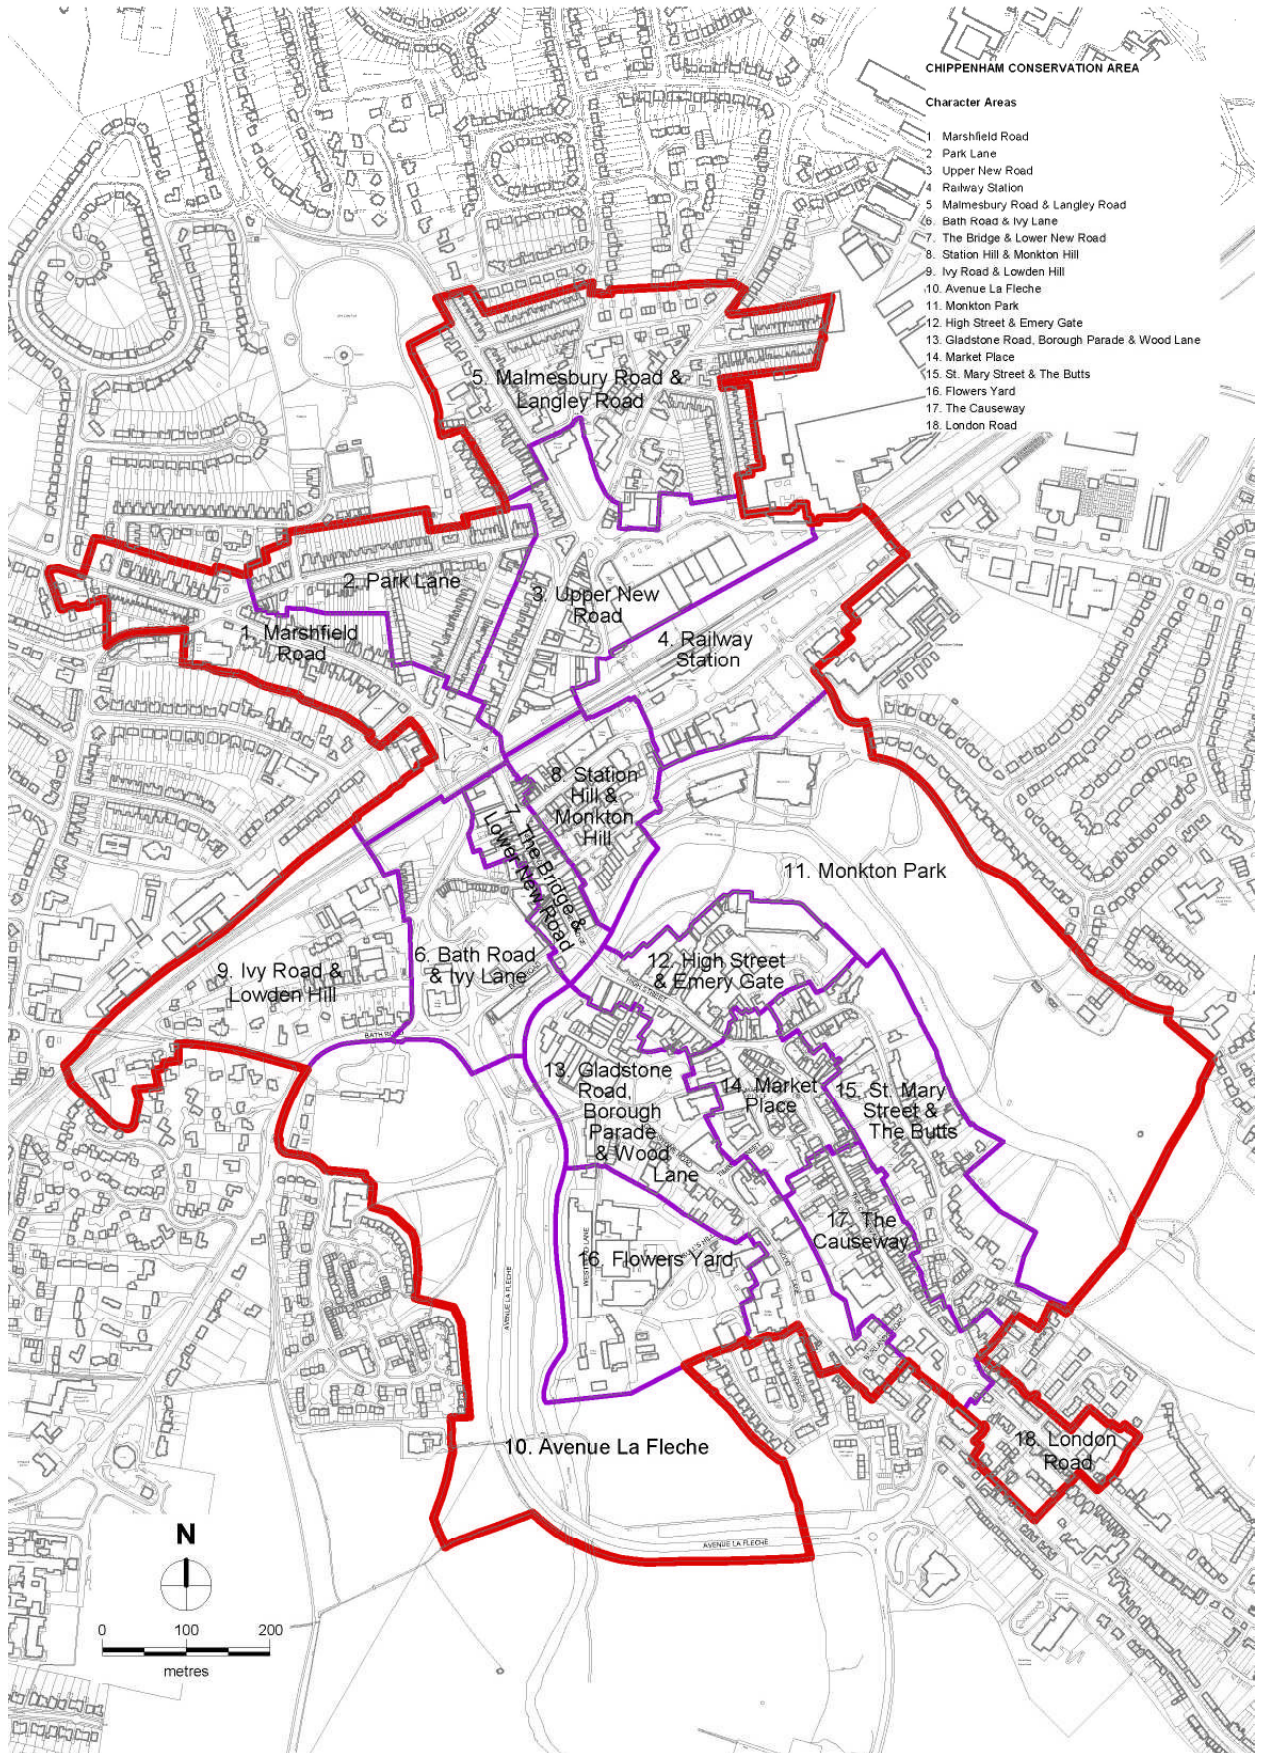 CHIPPENHAM CONSERVATION AREA
Character Areas
1 Marshfield Road
2 Park Lane
3 Upper New Road
4 Railway Station
5 Malmesbury Road & Langley Road
6. Bath Road & Ivy Lane
7. The Bridge & Lower New Road
8. Station Hill & Monkton Hill
9. Ivy Road & Lowden Hill
10. Avenue La Fleche
11. Monkton Park
12. High Street & Emery Gate
13. Gladstone Road, Borough Parade & Wood Lane
14. Market Place
15. St. Mary Street & The Butts
16. Flowers Yard
17. The Causeway
18. London Road
5. Malmesbury Road &
Langley Road
2. Park Lane
3. Upper New
Road
1. Marshfield
Road
4. Railway
Station
8. Station
Hill &
Monkton
Hill
7. The Bridge &
Lower New Road
11. Monkton Park
6. Bath Road
& Ivy Lane
12. High Street
& Emery Gate
HIGH STREET
9. Ivy Road &
Lowden Hill
BATH ROAD
13. Gladstone
Road,
Borough
Parade
& Wood
Lane
14. Market
Place
15. St. Mary
Street &
The Butts
17. The
Causeway
16. Flowers Yard
WESTMEAD LANE
AVENUE LA FLECHE
10. Avenue La Fleche
18. London
Road
AVENUE LA FLECHE
N
0 100 200
metres